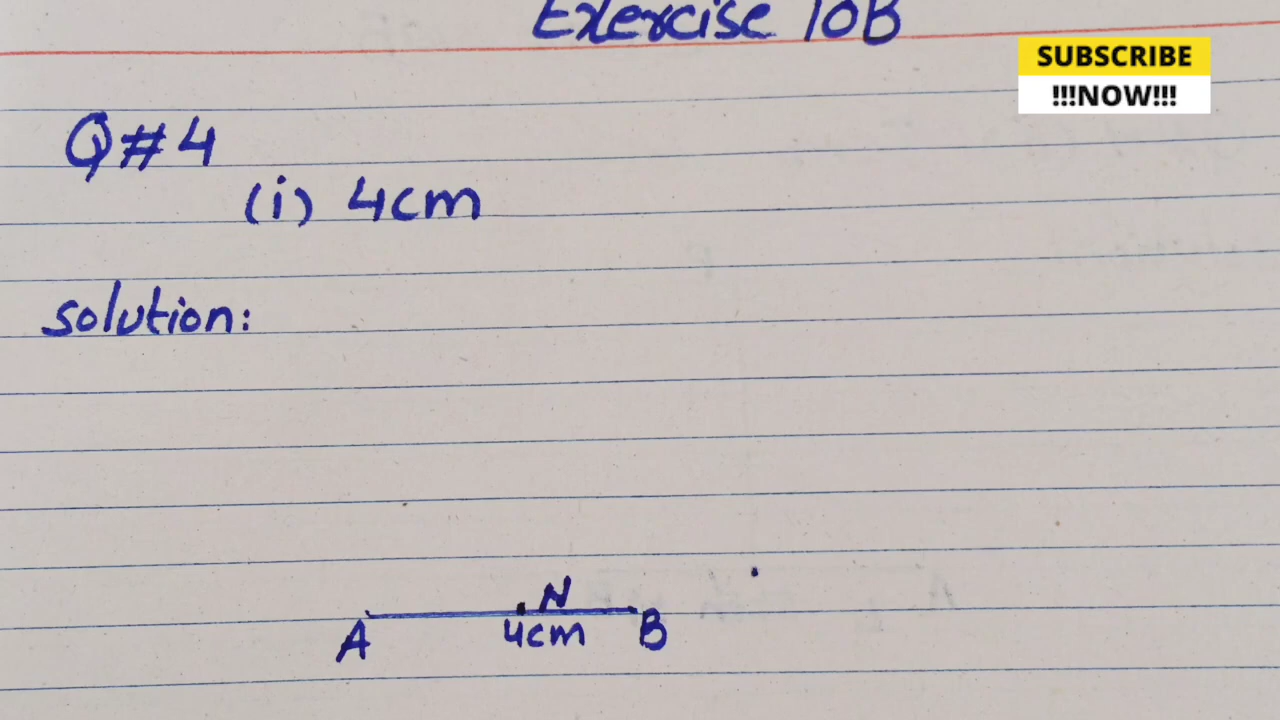 Exercise 10B
SUBSCRIBE
!!!NOW!!!
Q#4
(i) 4cm
solution:
N
A 4cm B